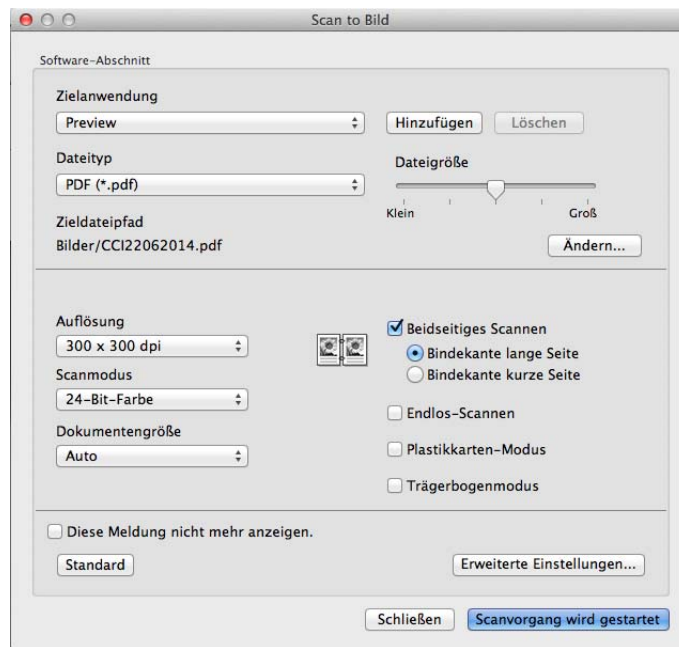 Scan to Bild
Software-Abschnitt
Zielanwendung
Preview
Hinzufügen
Löschen
Dateityp
Dateigröße
PDF (*.pdf)
Klein
Groß
Zieldateipfad
Bilder/CCI22062014.pdf
Ändern...
Auflösung
300 x 300 dpi
Scanmodus
24-Bit-Farbe
Dokumentengröße
Auto
Beidseitiges Scannen
Bindekante lange Seite
Bindekante kurze Seite
Endlos-Scannen
Plastikkarten-Modus
Trägerbogenmodus
Diese Meldung nicht mehr anzeigen.
Standard
Erweiterte Einstellungen...
Schließen
Scanvorgang wird gestartet